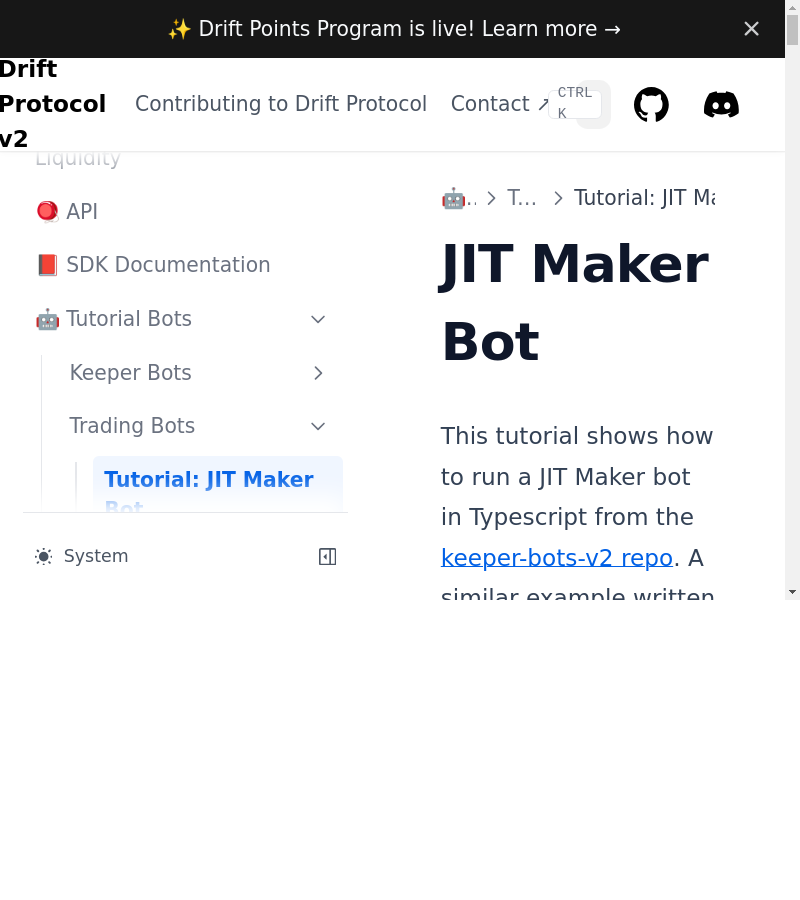 ✨ Drift Points Program is live! Learn more →
Drift
Protocol
v2
Contributing to Drift Protocol
Contact ↗
CTRL
K
Liquidity
API
SDK Documentation
Tutorial Bots
Keeper Bots
Trading Bots
Tutorial: JIT Maker
Bot
System
T…
Tutorial: JIT Ma
JIT Maker
Bot
This tutorial shows how
to run a JIT Maker bot
in Typescript from the
keeper-bots-v2 repo. A
similar example written